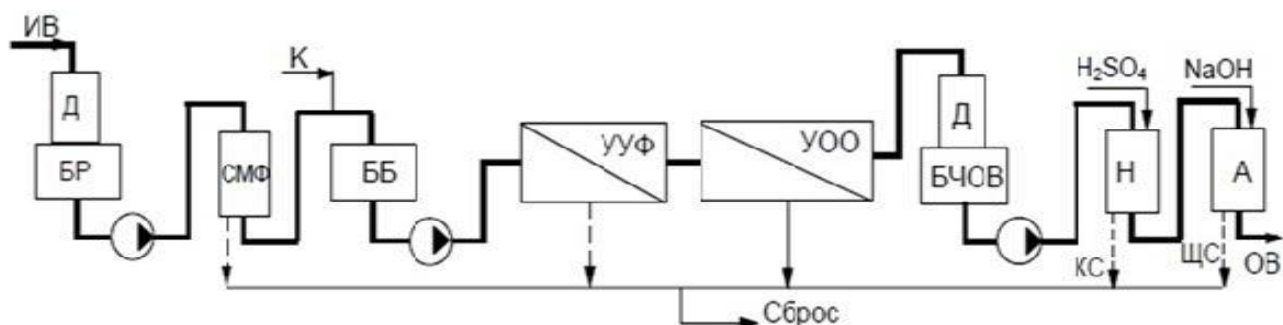 ИВ
Д
БР
СМФ
К
ББ
УУФ
УОО
Д
БЧОВ
H₂SO₄
Н
КС
NaOH
А
ЩС
ОВ
Сброс